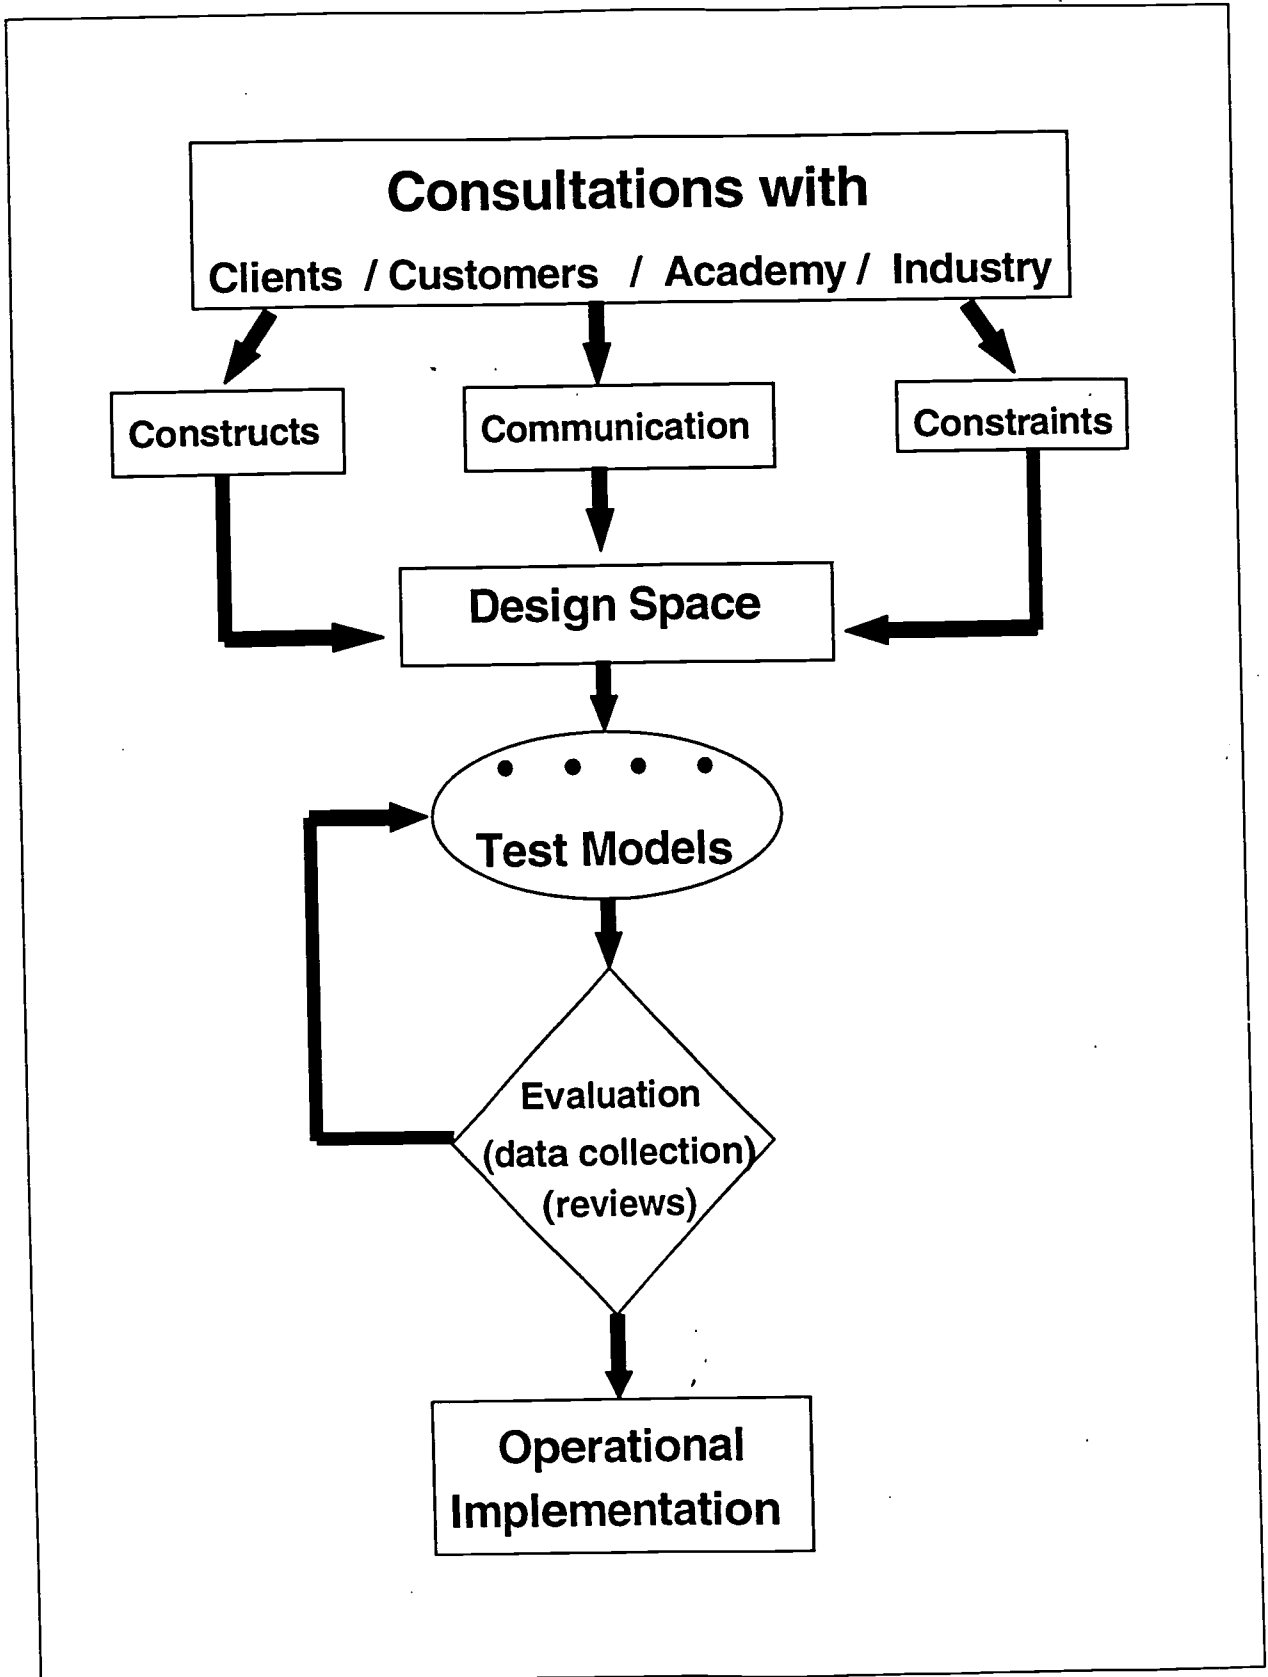 Consultations with
Clients / Customers / Academy / Industry
Constructs
Communication
Constraints
Design Space
Test Models
Evaluation
(data collection)
(reviews)
Operational
Implementation